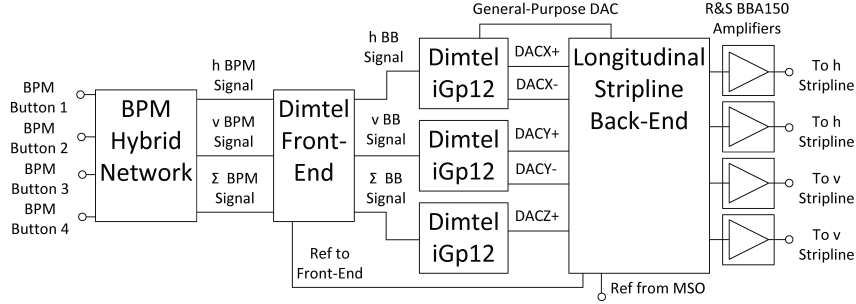 General-Purpose DAC
R&S BBA150
Amplifiers
h BB
Signal
Dimtel
iGp12
DACX+
DACX-
Longitudinal
Stripline
Back-End
To h
Stripline
h BPM
Signal
BPM
Button 1
BPM
Button 2
BPM
Button 3
BPM
Button 4
BPM
Hybrid
Network
v BPM
Signal
Σ BPM
Signal
Dimtel
Front-
End
v BB
Signal
Σ BB
Signal
Dimtel
iGp12
DACY+
DACY-
Dimtel
iGp12
DACZ+
To h
Stripline
To v
Stripline
To v
Stripline
Ref to
Front-End
Ref from MSO